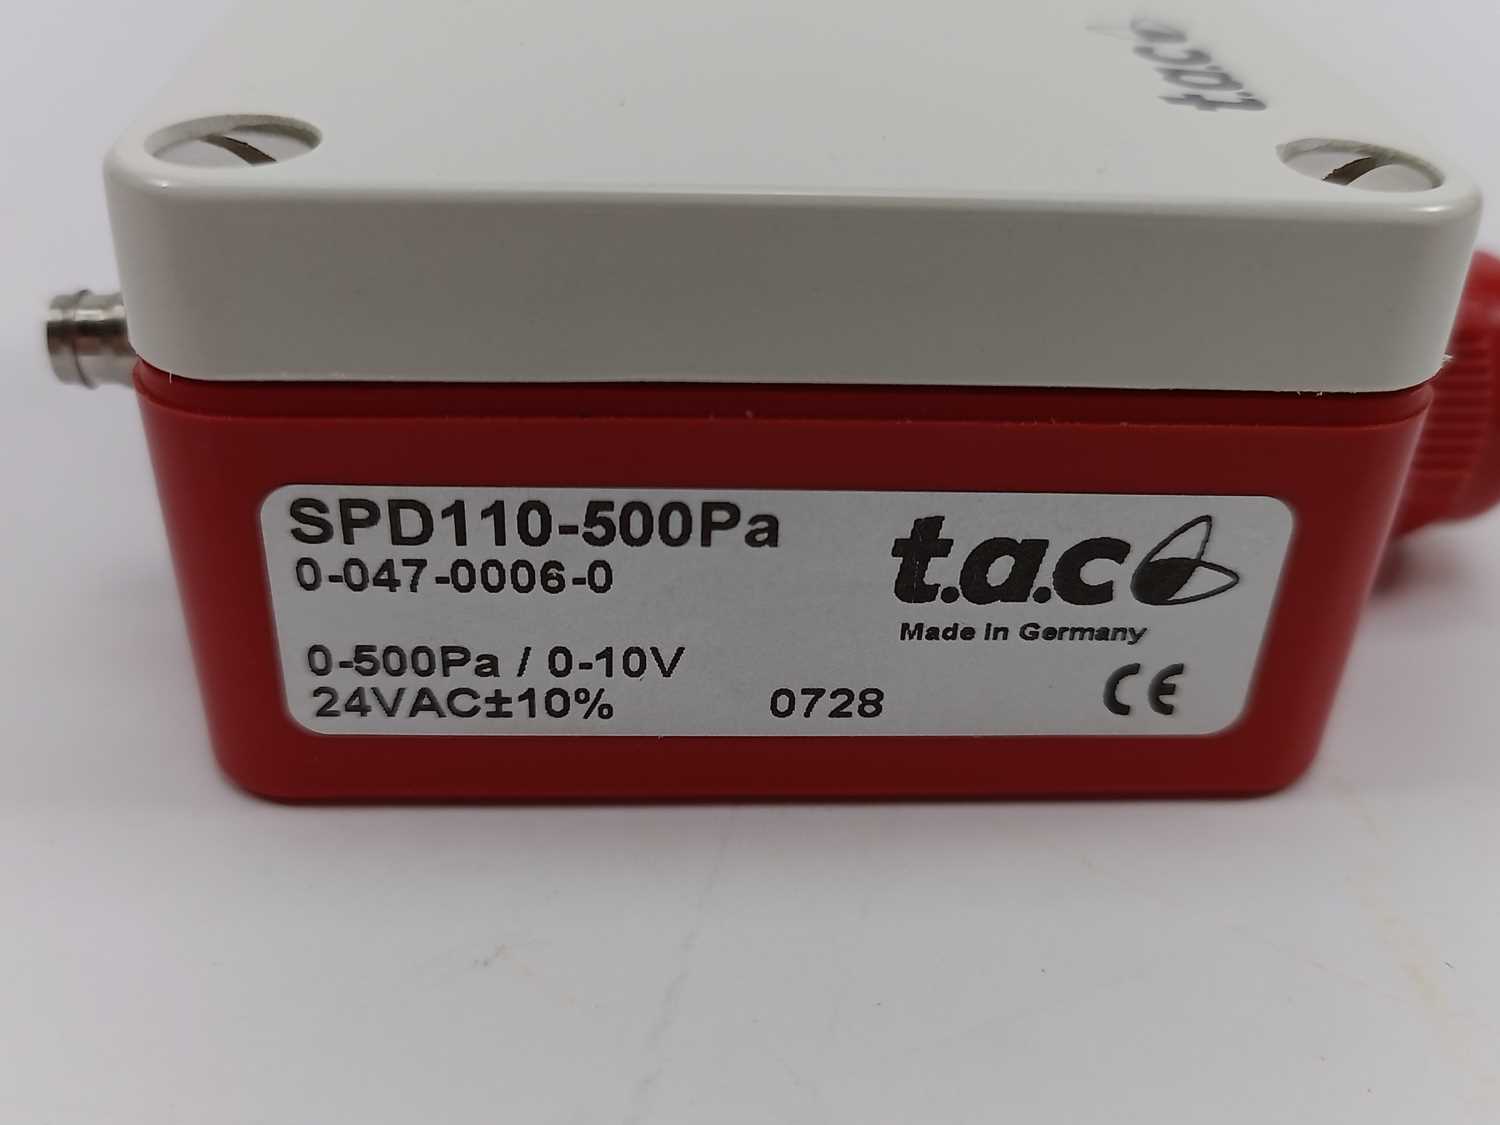 t.a.c
SPD110-500Pa
0-047-0006-0
t.a.c
Made in Germany
0-500Pa / 0-10V
24VAC±10%
0728
CE